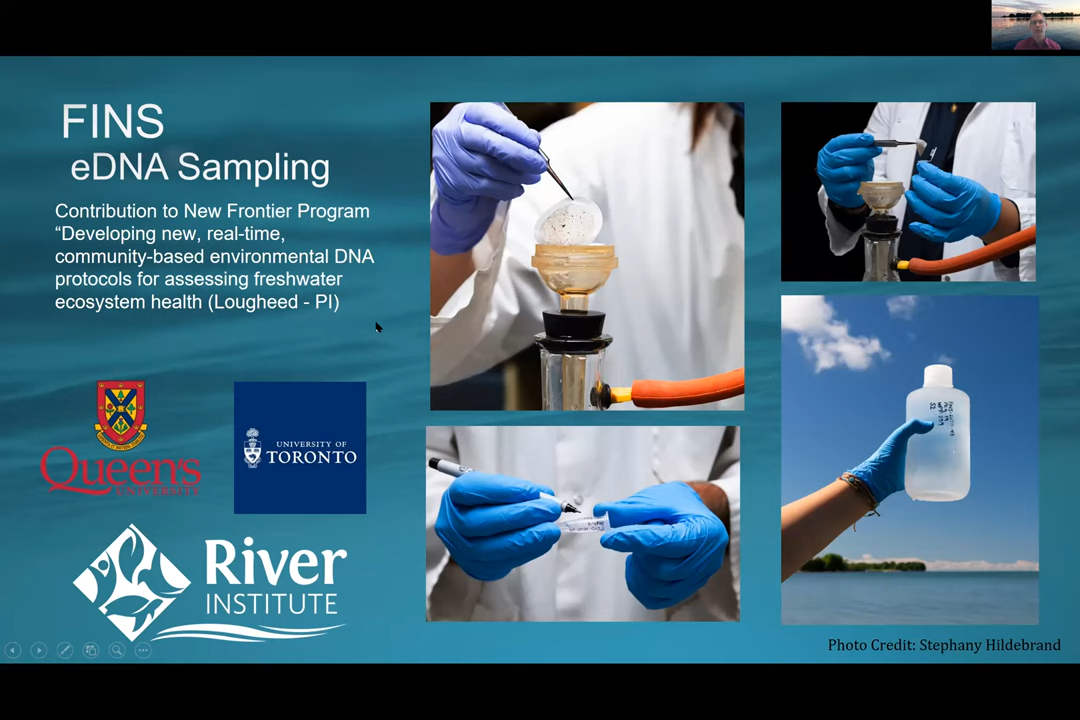 FINS
eDNA Sampling
Contribution to New Frontier Program
“Developing new, real-time,
community-based environmental DNA
protocols for assessing freshwater
ecosystem health (Lougheed - PI)
Queen's
UNIVERSITY
UNIVERSITY OF
TORONTO
River
INSTITUTE
Photo Credit: Stephany Hildebrand